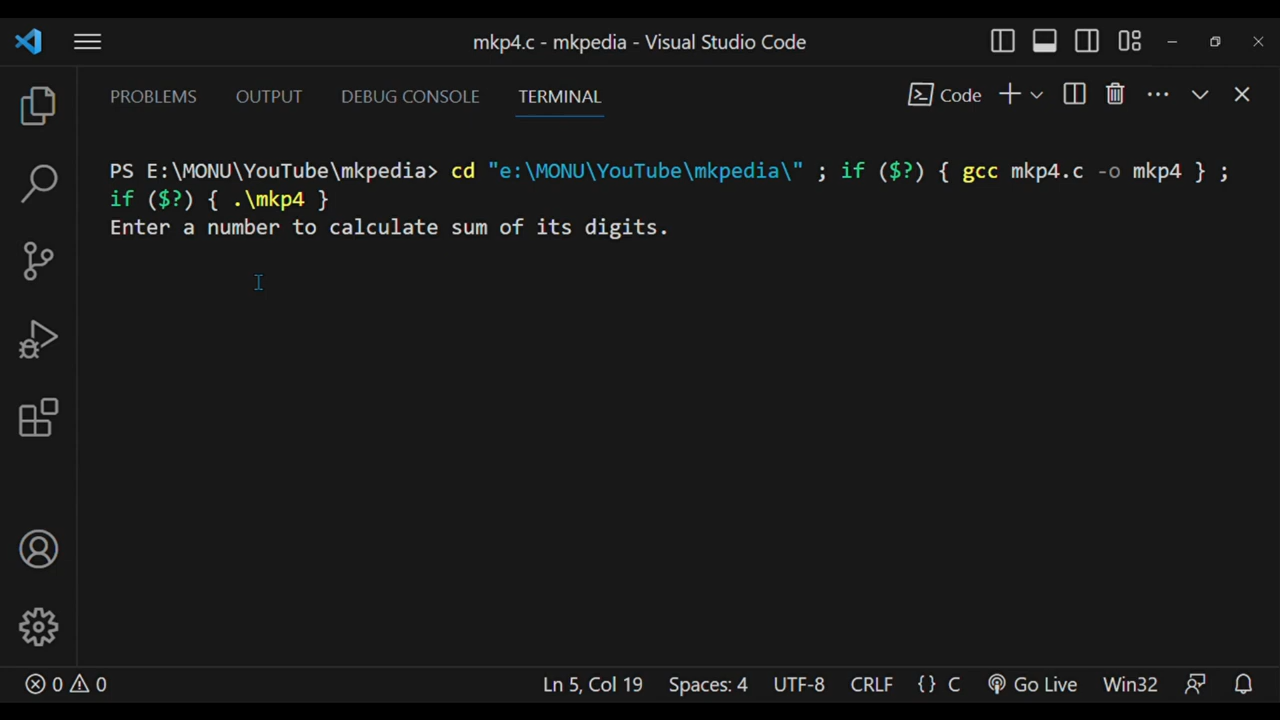 mkp4.c - mkpedia - Visual Studio Code
PROBLEMS OUTPUT DEBUG CONSOLE TERMINAL Code
PS E:\MONU\YouTube\mkpedia> cd "e:\MONU\YouTube\mkpedia\" ; if ($?) { gcc mkp4.c -o mkp4 } ;
if ($?) { .\mkp4 }
Enter a number to calculate sum of its digits.
0 0 Ln 5, Col 19 Spaces: 4 UTF-8 CRLF {} C Go Live Win32